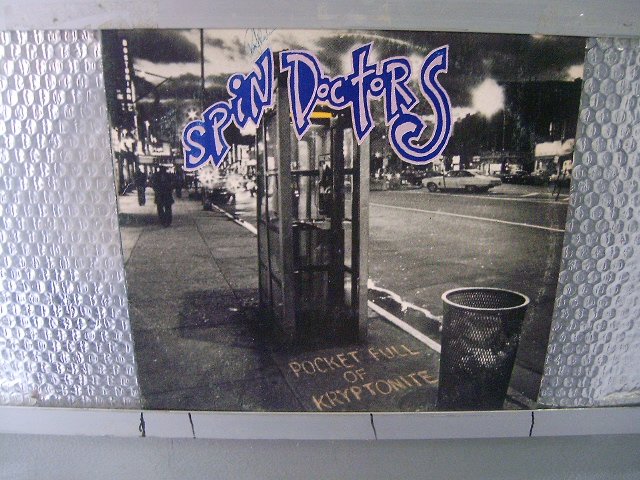 SPIN DOCTORS
POCKET FULL
OF
KRYPTONITE